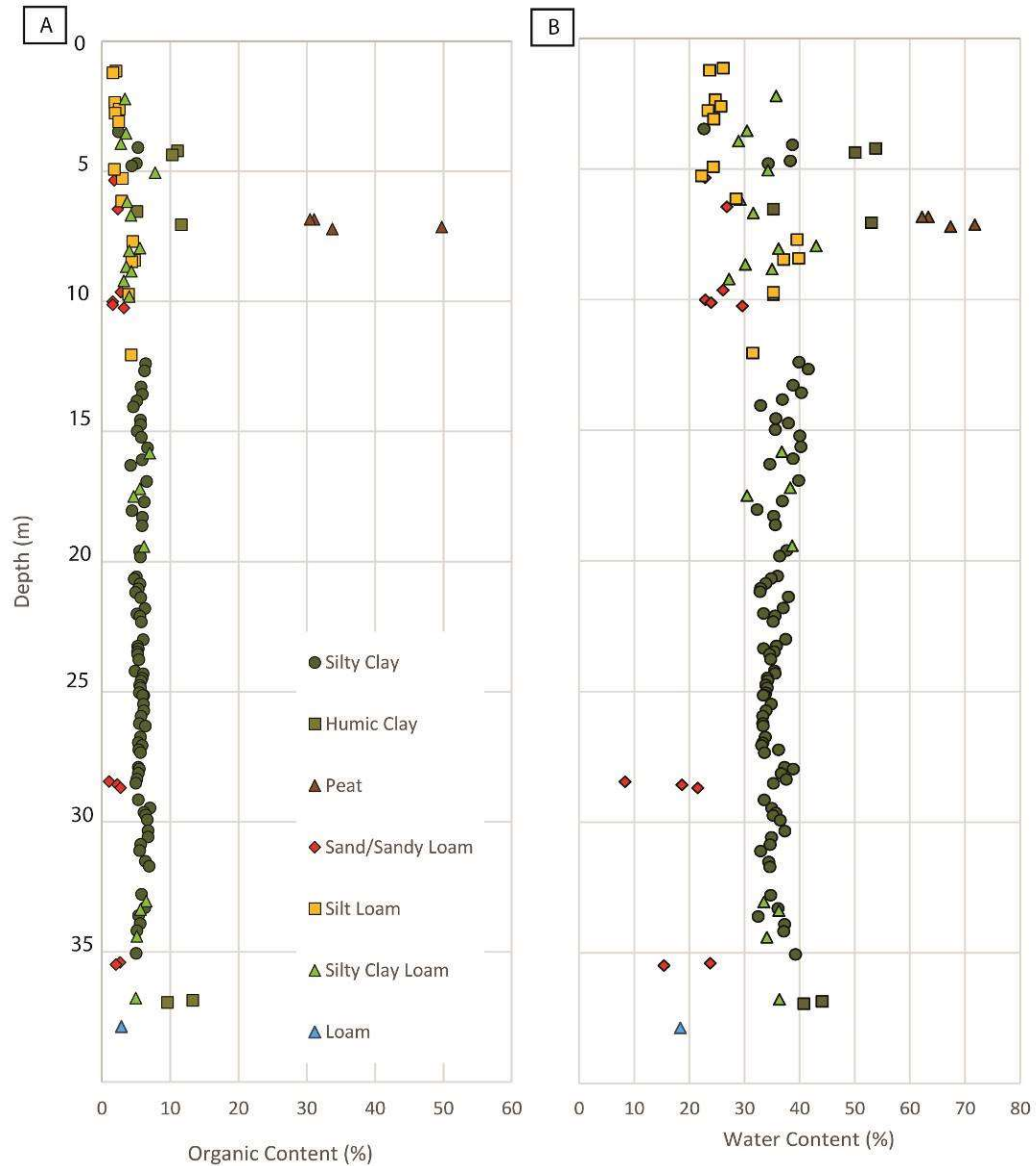 A
B
0
5
10
15
20
25
30
35
Depth (m)
Silty Clay
Humic Clay
Peat
Sand/Sandy Loam
Silt Loam
Silty Clay Loam
Loam
0 10 20 30 40 50 60
Organic Content (%)
0 10 20 30 40 50 60 70 80
Water Content (%)